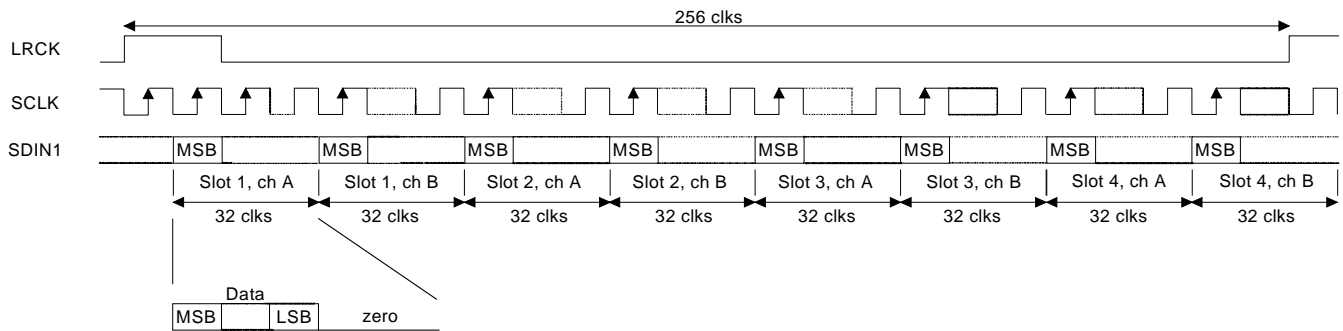 256 clks
LRCK
SCLK
SDIN1
MSB MSB MSB MSB MSB MSB MSB MSB
Slot 1, ch A Slot 1, ch B Slot 2, ch A Slot 2, ch B Slot 3, ch A Slot 3, ch B Slot 4, ch A Slot 4, ch B
32 clks 32 clks 32 clks 32 clks 32 clks 32 clks 32 clks 32 clks
Data
MSB LSB zero